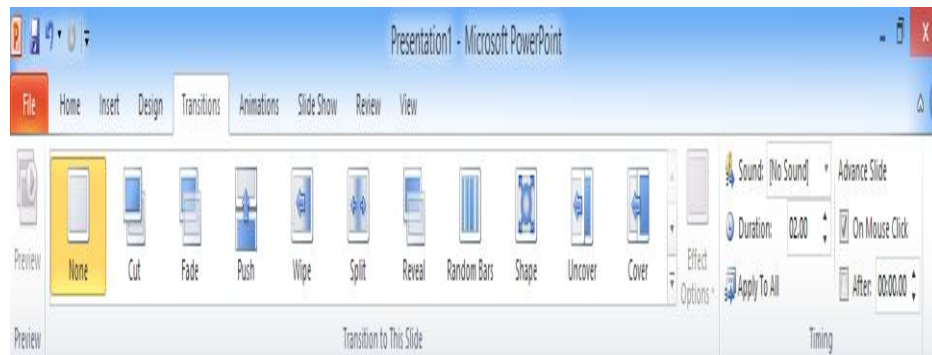 Presentation1 - Microsoft PowerPoint
File Home Insert Design Transitions Animations Slide Show Review View
Sound: [No Sound] Advance Slide
Duration: 02.00 On Mouse Click
Preview None Cut Fade Push Wipe Split Reveal Random Bars Shape Uncover Cover Effect Options
Apply To All After: 00:00.00
Preview Transition to This Slide Timing